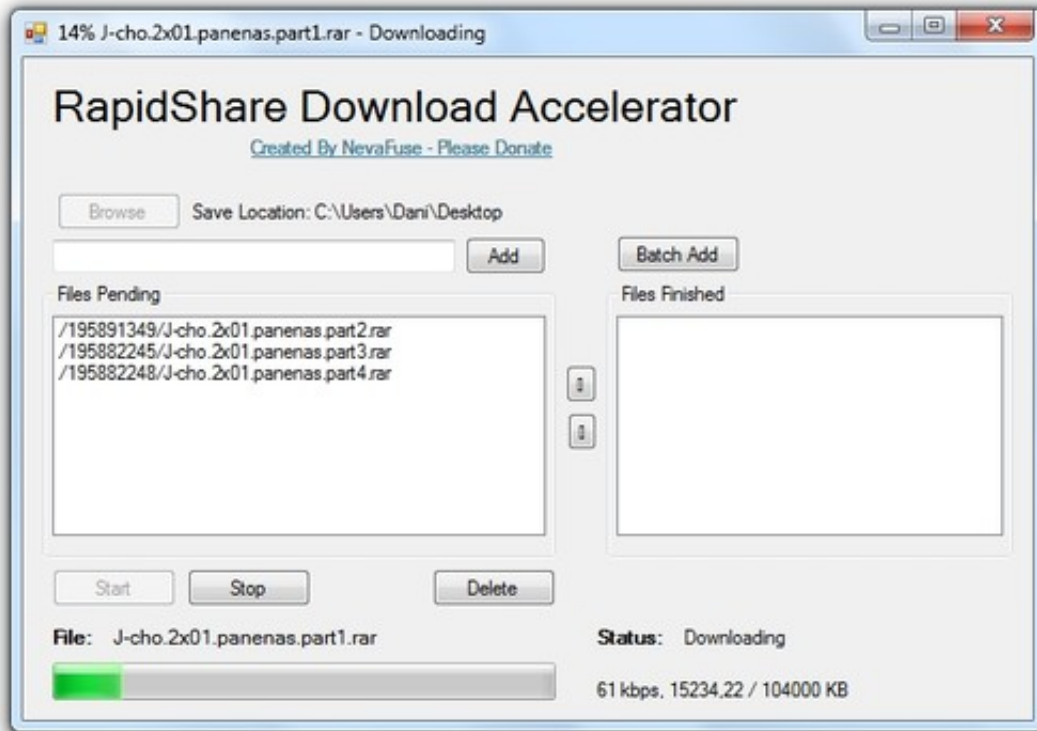 14% J-cho.2x01.panenas.part1.rar - Downloading
RapidShare Download Accelerator
Created By NevaFuse - Please Donate
Browse Save Location: C:\Users\Dani\Desktop
Add Batch Add
Files Pending Files Finished
/195891349/J-cho.2x01.panenas.part2.rar
/195882245/J-cho.2x01.panenas.part3.rar
/195882248/J-cho.2x01.panenas.part4.rar
Start Stop Delete
File: J-cho.2x01.panenas.part1.rar Status: Downloading
61 kbps, 15234,22 / 104000 KB